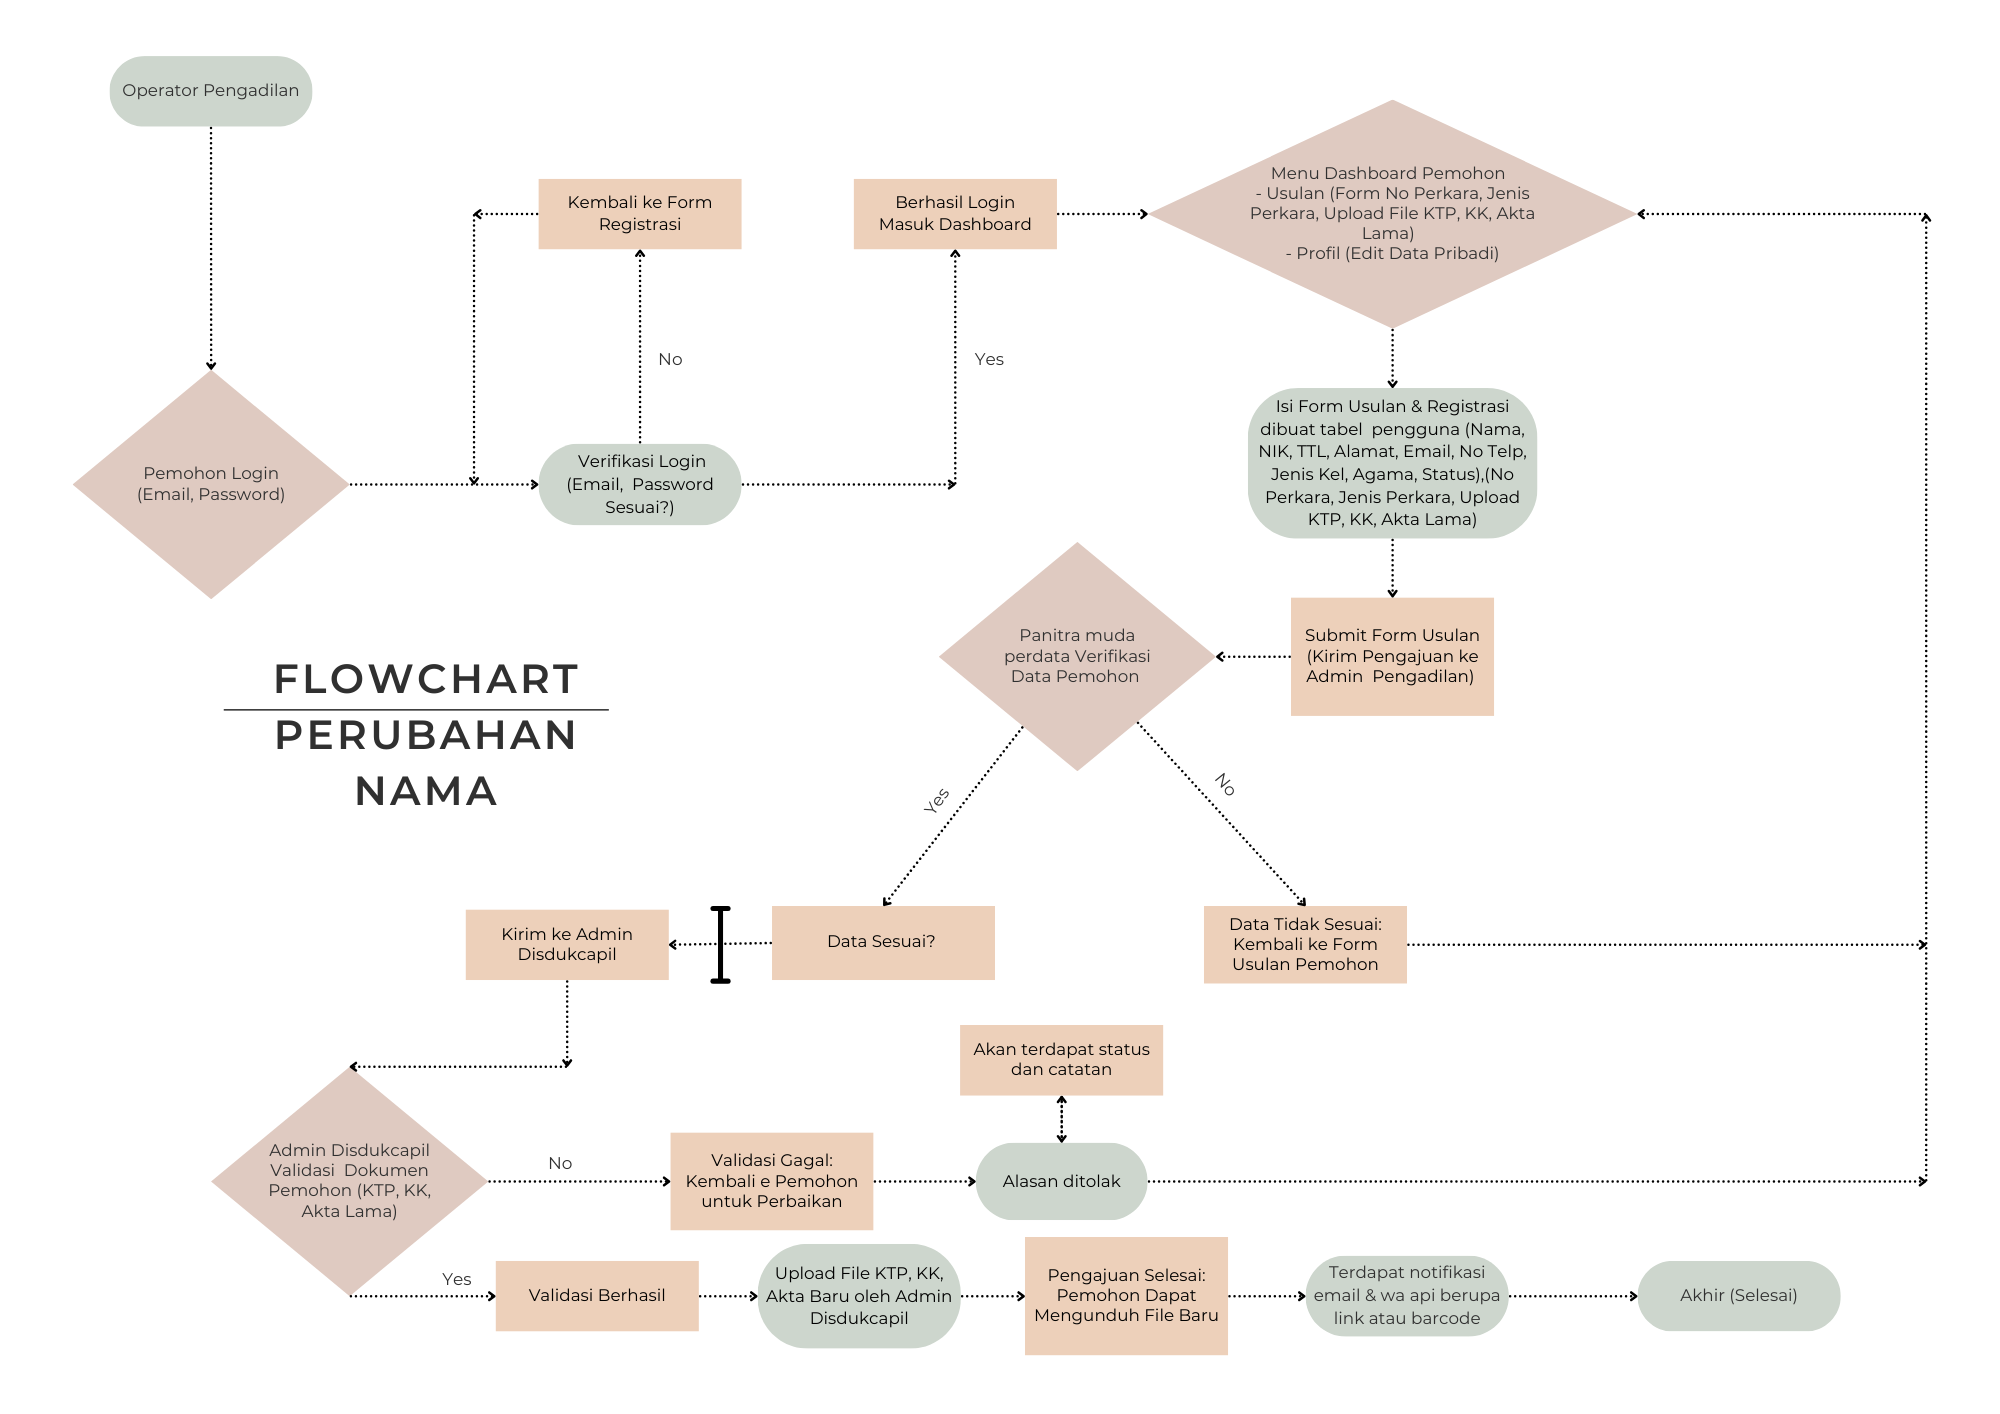 Operator Pengadilan
Kembali ke Form
Registrasi
Berhasil Login
Masuk Dashboard
Menu Dashboard Pemohon
- Usulan (Form No Perkara, Jenis
Perkara, Upload File KTP, KK, Akta
Lama)
- Profil (Edit Data Pribadi)
No
Yes
Pemohon Login
(Email, Password)
Verifikasi Login
(Email, Password
Sesuai?)
Isi Form Usulan & Registrasi
dibuat tabel pengguna (Nama,
NIK, TTL, Alamat, Email, No Telp,
Jenis Kel, Agama, Status),(No
Perkara, Jenis Perkara, Upload
KTP, KK, Akta Lama)
Panitra muda
perdata Verifikasi
Data Pemohon
Submit Form Usulan
(Kirim Pengajuan ke
Admin Pengadilan)
FLOWCHART
PERUBAHAN
NAMA
Yes
No
Kirim ke Admin
Disdukcapil
Data Sesuai?
Data Tidak Sesuai:
Kembali ke Form
Usulan Pemohon
Akan terdapat status
dan catatan
Admin Disdukcapil
Validasi Dokumen
Pemohon (KTP, KK,
Akta Lama)
No
Validasi Gagal:
Kembali e Pemohon
untuk Perbaikan
Alasan ditolak
Yes
Validasi Berhasil
Upload File KTP, KK,
Akta Baru oleh Admin
Disdukcapil
Pengajuan Selesai:
Pemohon Dapat
Mengunduh File Baru
Terdapat notifikasi
email & wa api berupa
link atau barcode
Akhir (Selesai)